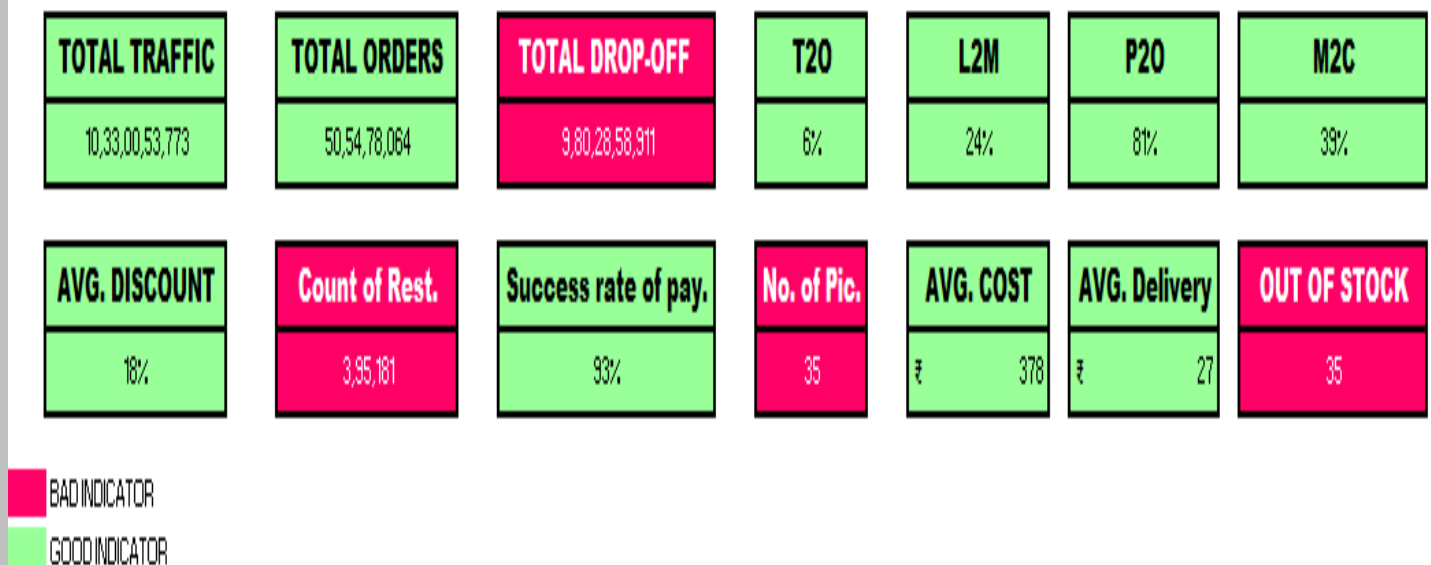 TOTAL TRAFFIC TOTAL ORDERS TOTAL DROP-OFF T2O L2M P2O M2C
10,33,00,53,773 50,54,78,064 9,80,28,58,911 6% 24% 81% 39%
AVG. DISCOUNT Count of Rest. Success rate of pay. No. of Pic. AVG. COST AVG. Delivery OUT OF STOCK
18% 3,95,181 93% 35 ₹ 378 ₹ 27 35
BAD INDICATOR
GOOD INDICATOR